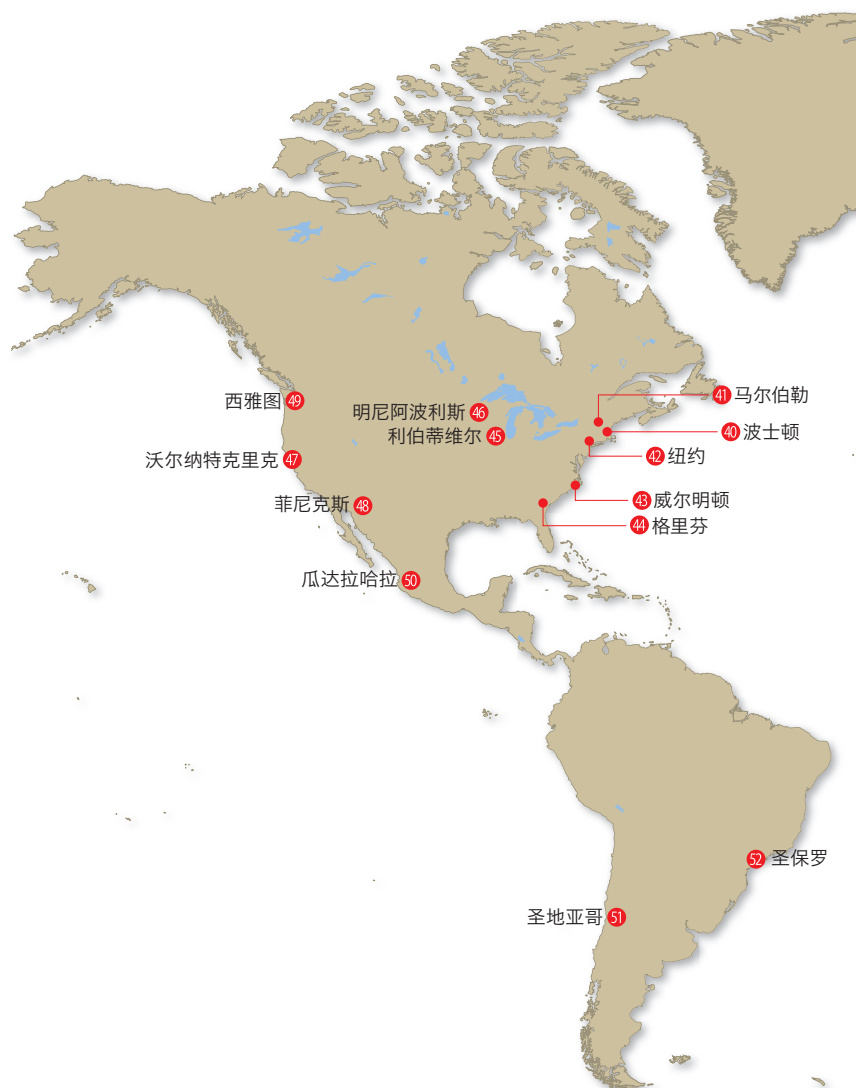 41 马尔伯勒
西雅图 49
明尼阿波利斯 46
40 波士顿
利伯蒂维尔 45
42 纽约
沃尔纳特克里克 47
43 威尔明顿
菲尼克斯 48
44 格里芬
瓜达拉哈拉 50
52 圣保罗
圣地亚哥 51